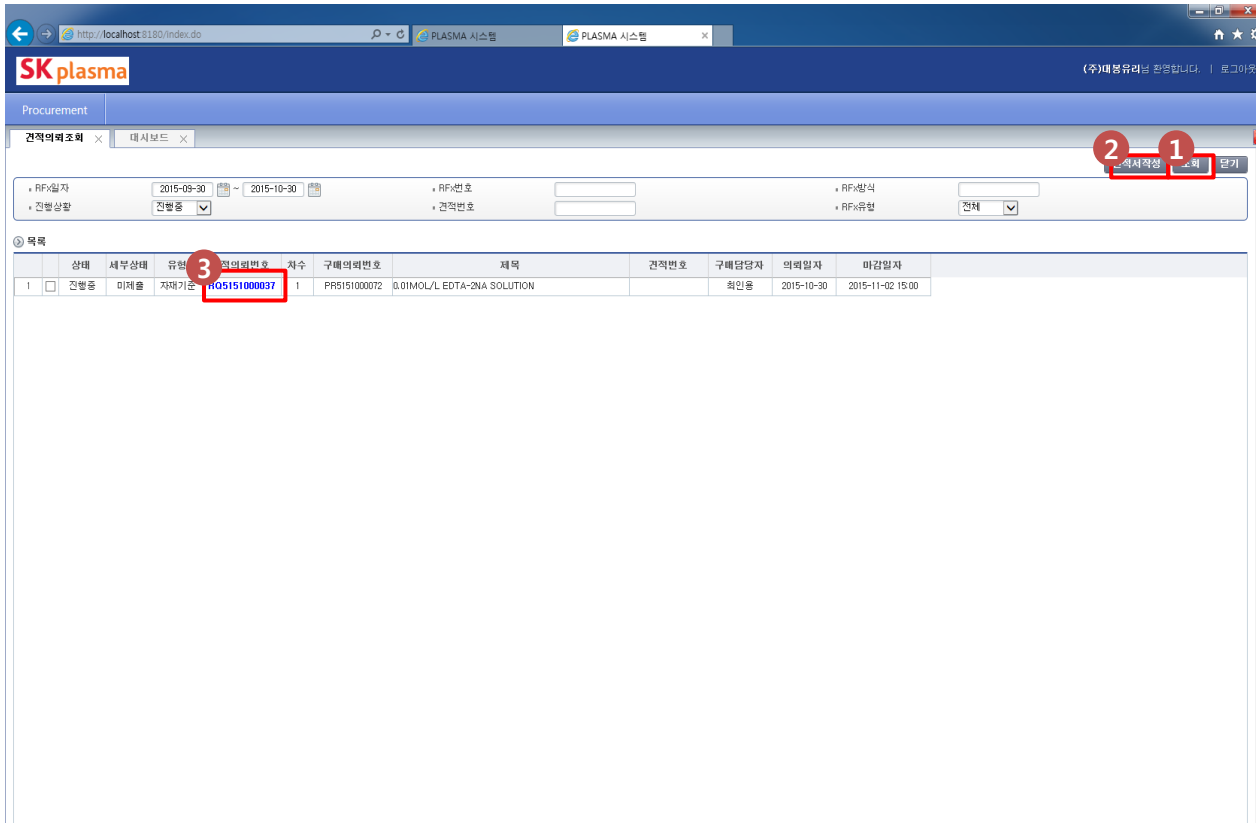 http://localhost:8180/index.do
PLASMA 시스템
PLASMA 시스템
SK plasma
(주)대봉유리님 환영합니다. | 로그아웃
Procurement
견적의뢰조회 대시보드
2 1
견적서작성 조회 닫기
RFx일자 2015-09-30 ~ 2015-10-30 RFx번호 RFx방식
진행상황 진행중 견적번호 RFx유형 전체
목록
상태 세부상태 유형 견적의뢰번호 차수 구매의뢰번호 제목 견적번호 구매담당자 의뢰일자 마감일자
3
1 진행중 미제출 자재기준 RQ5151000037 1 PR5151000072 0.01MOL/L EDTA-2NA SOLUTION 최인용 2015-10-30 2015-11-02 15:00